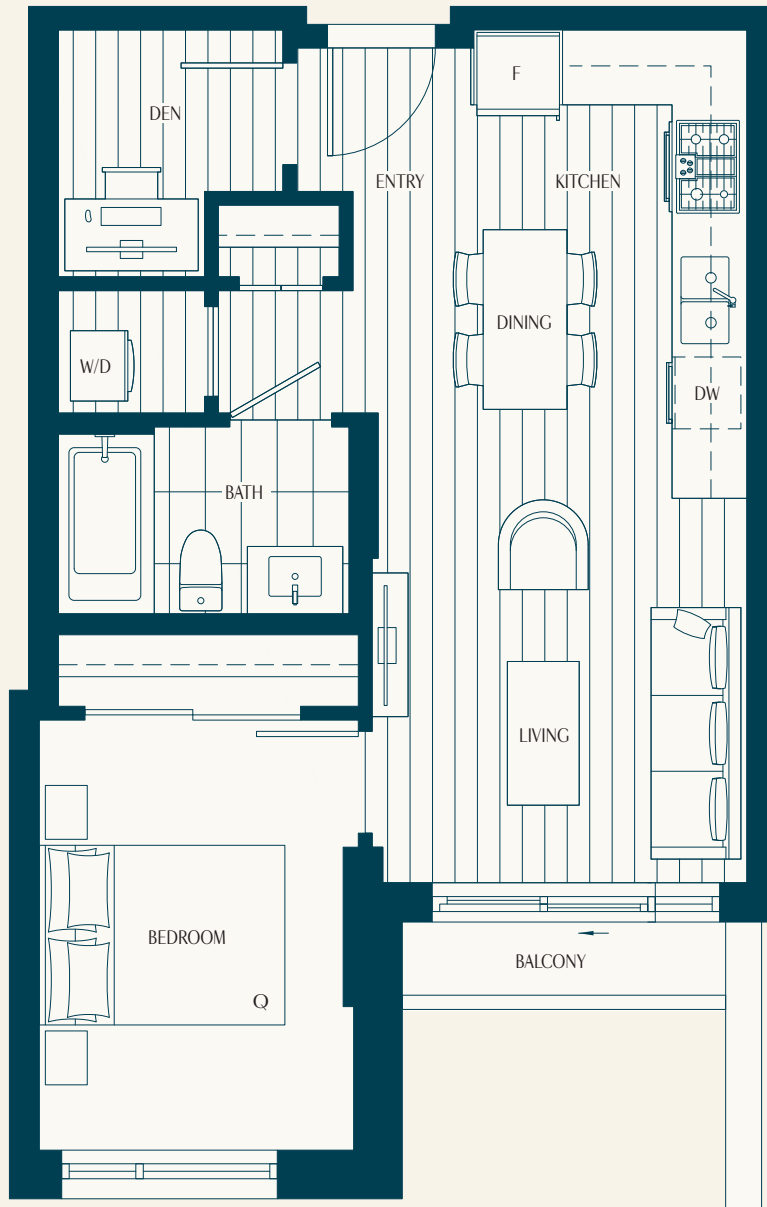 F
DEN
ENTRY
KITCHEN
DINING
W/D
DW
BATH
LIVING
BEDROOM
BALCONY
Q